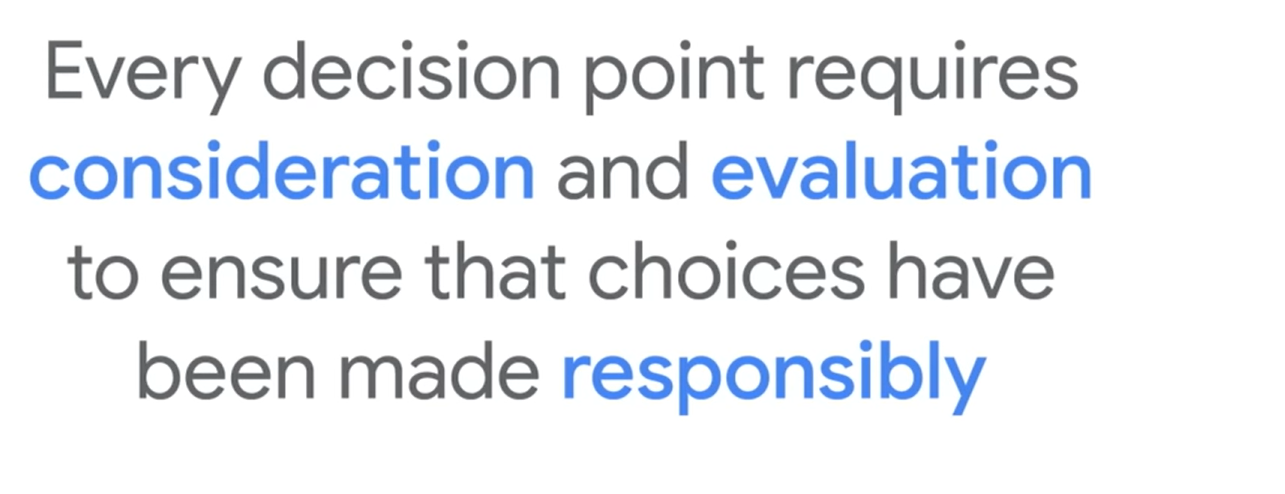 Every decision point requires
consideration and evaluation
to ensure that choices have
been made responsibly